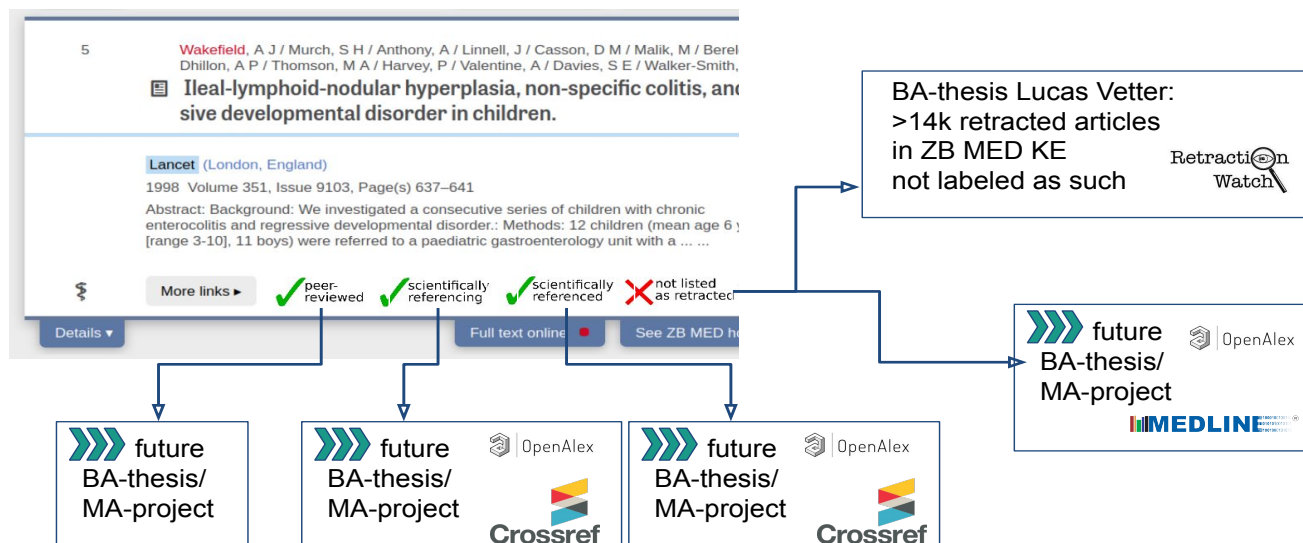 5
Wakefield, A J / Murch, S H / Anthony, A / Linnell, J / Casson, D M / Malik, M /
Dhillon, A P / Thomson, M A / Harvey, P / Valentine, A / Davies, S E / Walker-Smith,
Ileal-lymphoid-nodular hyperplasia, non-specific colitis, and
sive developmental disorder in children.
Lancet (London, England)
1998 Volume 351, Issue 9103, Page(s) 637–641
Abstract: Background: We investigated a consecutive series of children with chronic
enterocolitis and regressive developmental disorder.: Methods: 12 children (mean age 6
[range 3-10], 11 boys) were referred to a paediatric gastroenterology unit with a ... ...
More links ▸
peer-
reviewed
scientifically
referencing
scientifically
referenced
not listed
as retracted
Details ▾
Full text online
See ZB MED
BA-thesis Lucas Vetter:
>14k retracted articles
in ZB MED KE
not labeled as such
Retraction
Watch
future
BA-thesis/
MA-project
OpenAlex
MEDLINE
future
BA-thesis/
MA-project
future
BA-thesis/
MA-project
OpenAlex
Crossref
future
BA-thesis/
MA-project
OpenAlex
Crossref